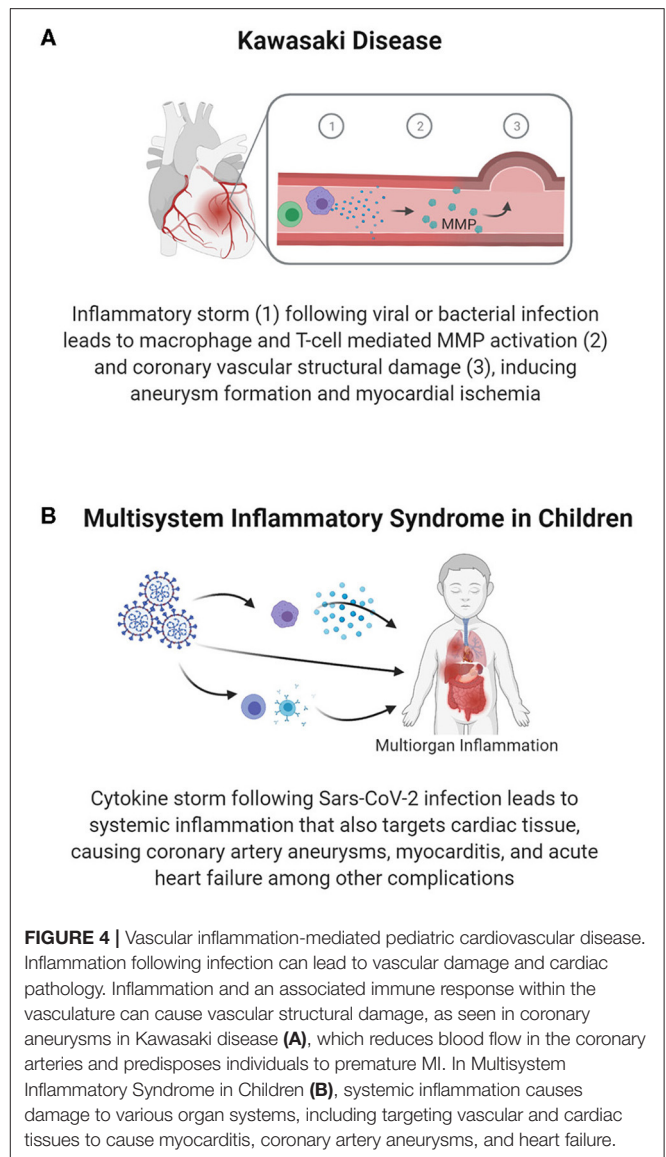 A
Kawasaki Disease
1
2
3
MMP
Inflammatory storm (1) following viral or bacterial infection
leads to macrophage and T-cell mediated MMP activation (2)
and coronary vascular structural damage (3), inducing
aneurysm formation and myocardial ischemia
B
Multisystem Inflammatory Syndrome in Children
Multiorgan Inflammation
Cytokine storm following Sars-CoV-2 infection leads to
systemic inflammation that also targets cardiac tissue,
causing coronary artery aneurysms, myocarditis, and acute
heart failure among other complications
FIGURE 4 | Vascular inflammation-mediated pediatric cardiovascular disease.
Inflammation following infection can lead to vascular damage and cardiac
pathology. Inflammation and an associated immune response within the
vasculature can cause vascular structural damage, as seen in coronary
aneurysms in Kawasaki disease (A), which reduces blood flow in the coronary
arteries and predisposes individuals to premature MI. In Multisystem
Inflammatory Syndrome in Children (B), systemic inflammation causes
damage to various organ systems, including targeting vascular and cardiac
tissues to cause myocarditis, coronary artery aneurysms, and heart failure.